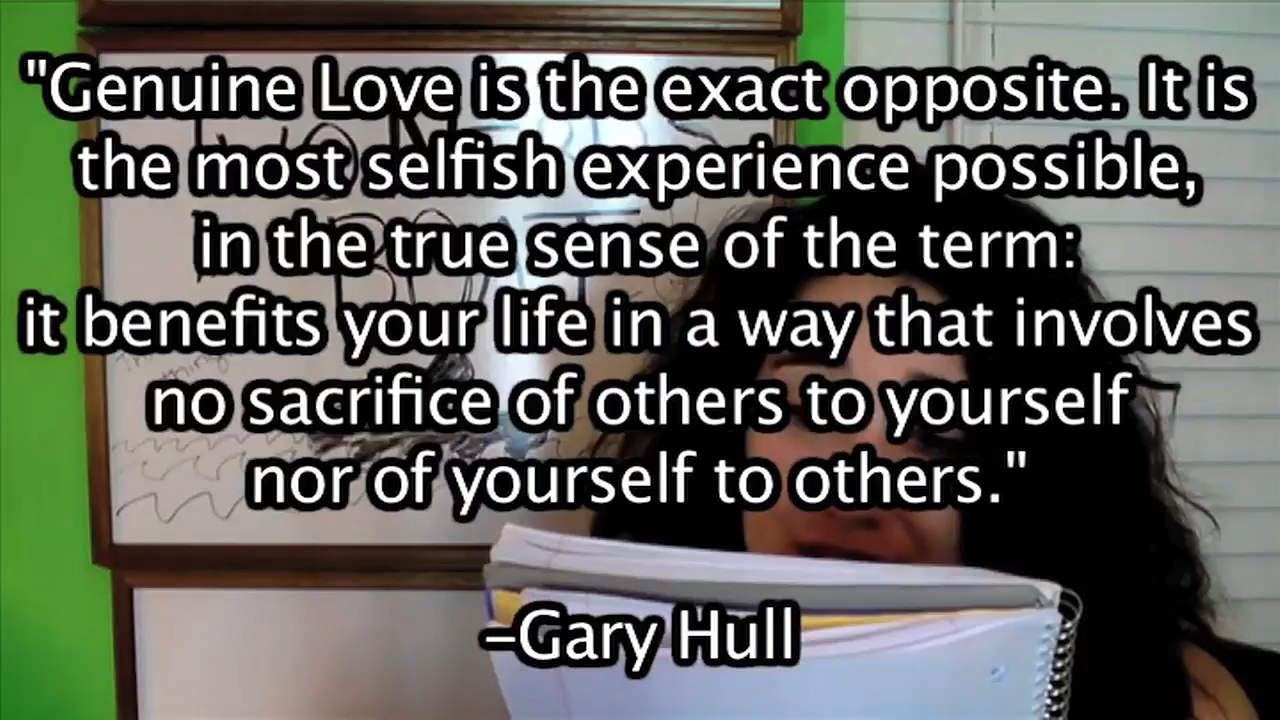 "Genuine Love is the exact opposite. It is
the most selfish experience possible,
in the true sense of the term:
it benefits your life in a way that involves
no sacrifice of others to yourself
nor of yourself to others."
–Gary Hull